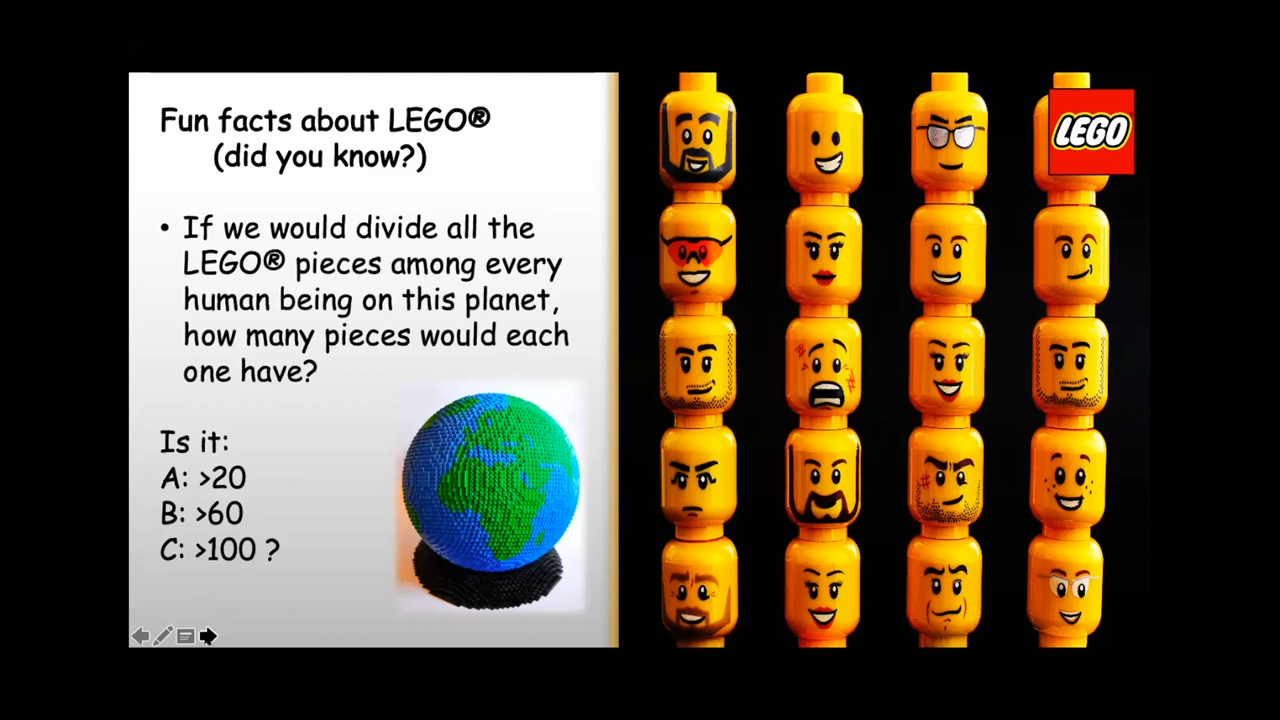 Fun facts about LEGO®
(did you know?)
• If we would divide all the
LEGO® pieces among every
human being on this planet,
how many pieces would each
one have?
Is it:
A: >20
B: >60
C: >100 ?
LEGO